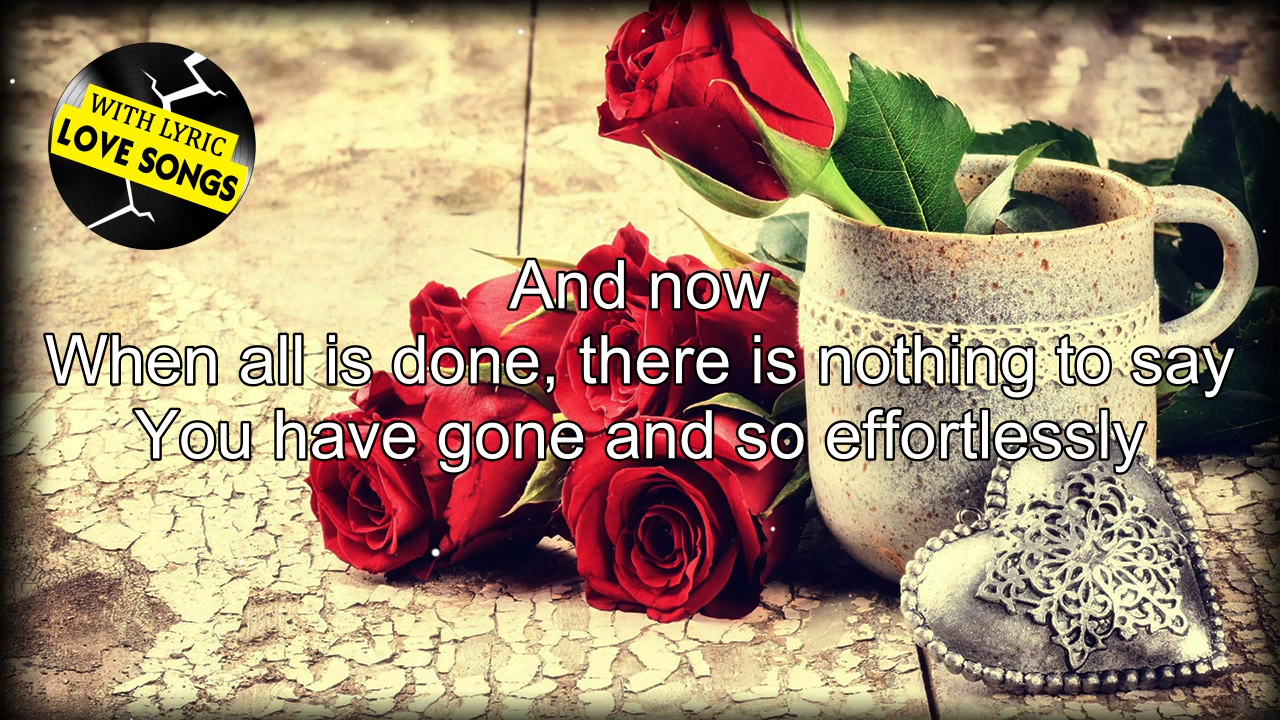 WITH LYRIC
LOVE SONGS
And now
When all is done, there is nothing to say
You have gone and so effortlessly